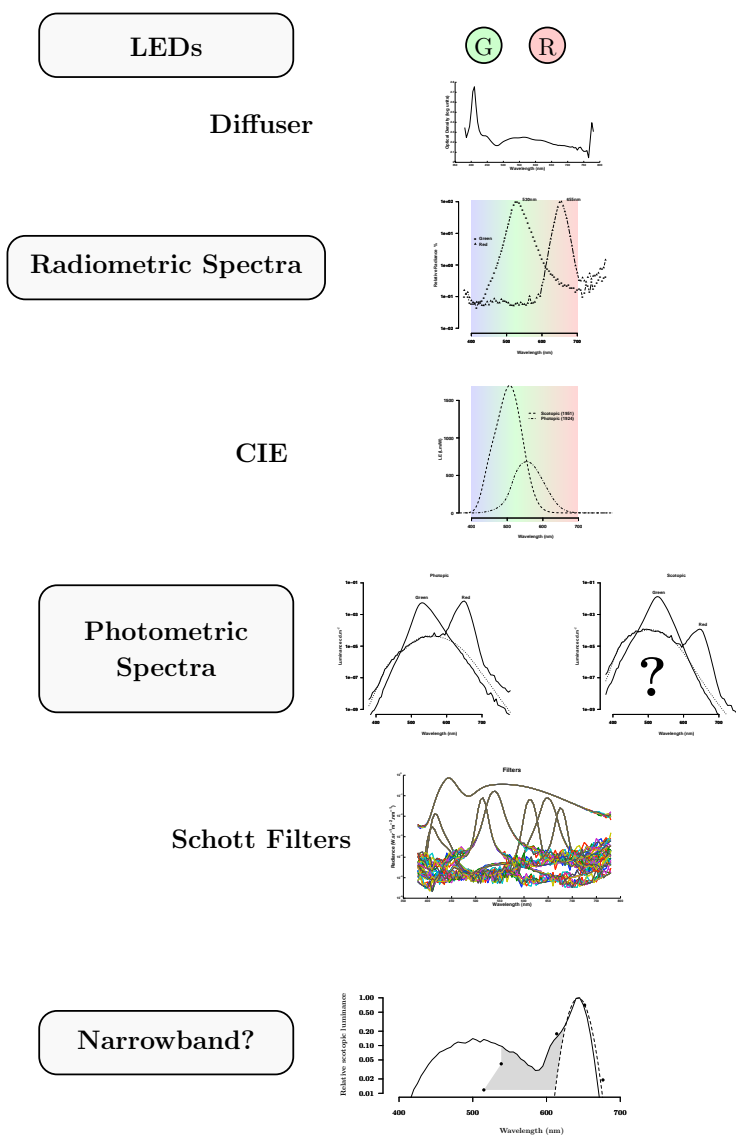 LEDs
G R
Diffuser
Optical Density (log units)
Wavelength (nm)
Radiometric Spectra
530nm 655nm
Green
Red
Relative Radiance %
1e+02
1e+01
1e+00
1e−01
1e−02
400 500 600 700
Wavelength (nm)
CIE
Scotopic (1951)
Photopic (1924)
1500
1000
500
0
400 500 600 700
Wavelength (nm)
Photometric
Spectra
Photopic
Green Red
1e−01
1e−03
1e−05
1e−07
1e−09
400 500 600 700
Wavelength (nm)
Scotopic
Green
Red
?
1e−01
1e−03
1e−05
1e−07
1e−09
400 500 600 700
Wavelength (nm)
Schott Filters
Filters
Wavelength (nm)
Narrowband?
Relative scotopic luminance
1.00
0.50
0.20
0.10
0.05
0.02
0.01
400 500 600 700
Wavelength (nm)